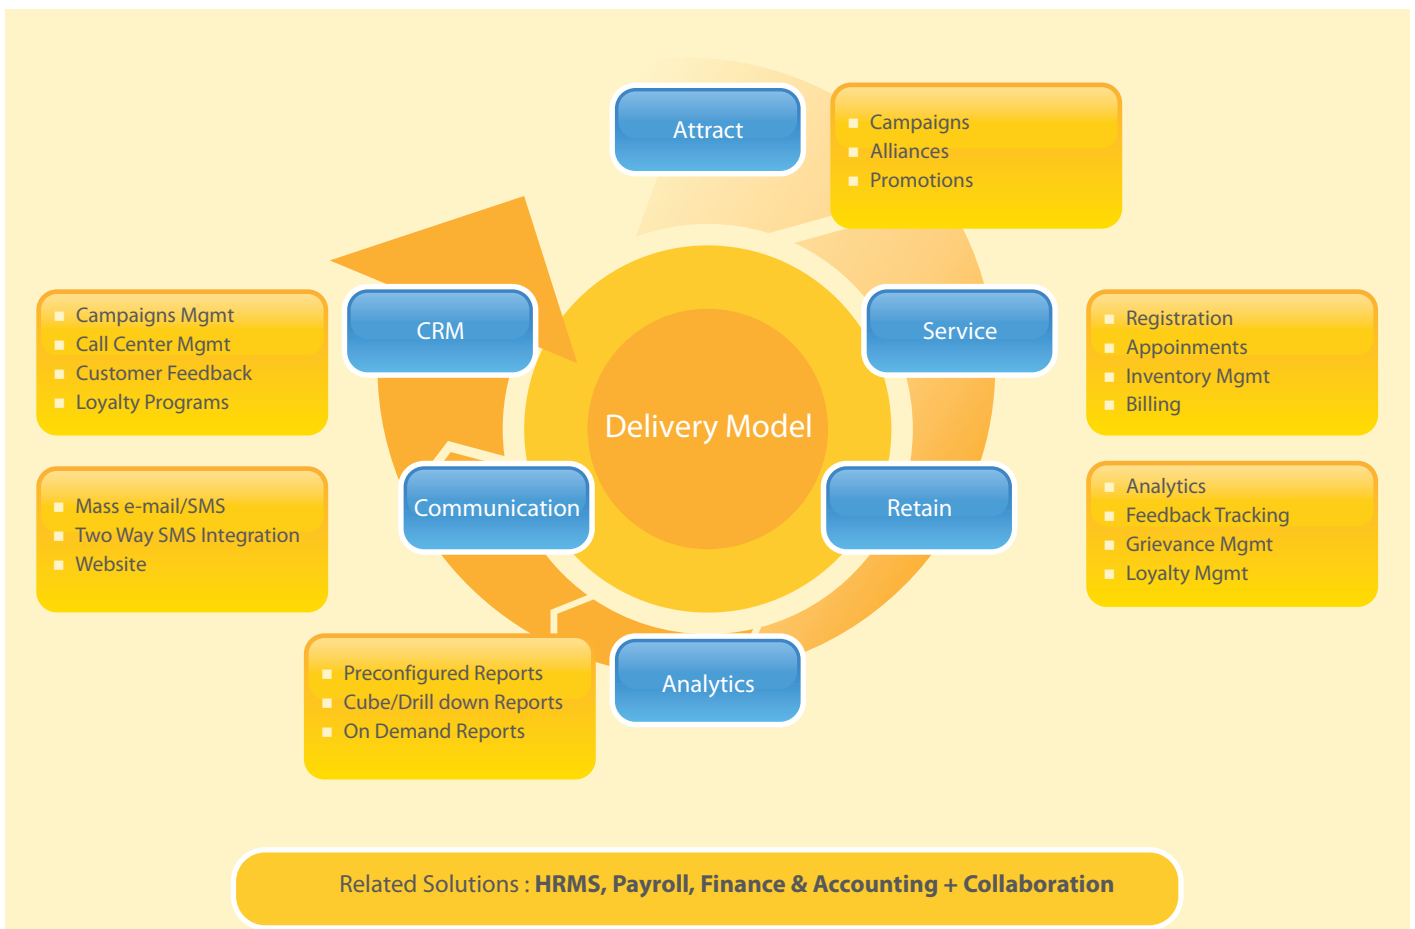 Attract
Campaigns
Alliances
Promotions
CRM
Campaigns Mgmt
Call Center Mgmt
Customer Feedback
Loyalty Programs
Service
Registration
Appoinments
Inventory Mgmt
Billing
Delivery Model
Communication
Mass e-mail/SMS
Two Way SMS Integration
Website
Retain
Analytics
Feedback Tracking
Grievance Mgmt
Loyalty Mgmt
Analytics
Preconfigured Reports
Cube/Drill down Reports
On Demand Reports
Related Solutions : HRMS, Payroll, Finance & Accounting + Collaboration